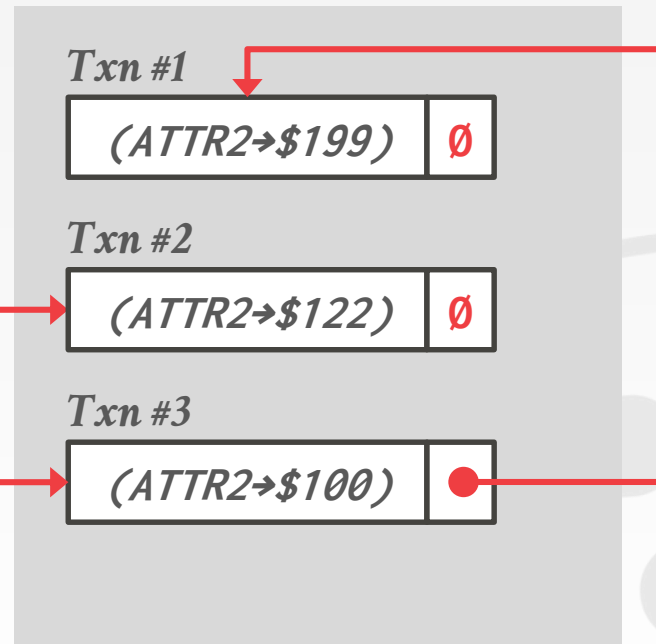 Txn #1
(ATTR2→$199) Ø
Txn #2
(ATTR2→$122) Ø
Txn #3
(ATTR2→$100)